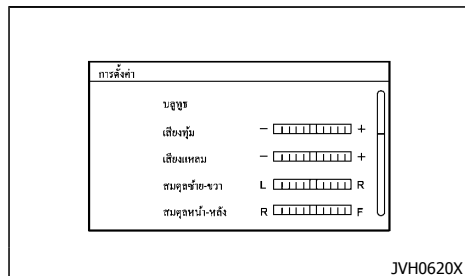 การตั้งค่า
บลูทูธ
เสียงทุ้ม - +
เสียงแหลม - +
สมดุลซ้าย-ขวา L R
สมดุลหน้า-หลัง R F
JVH0620X